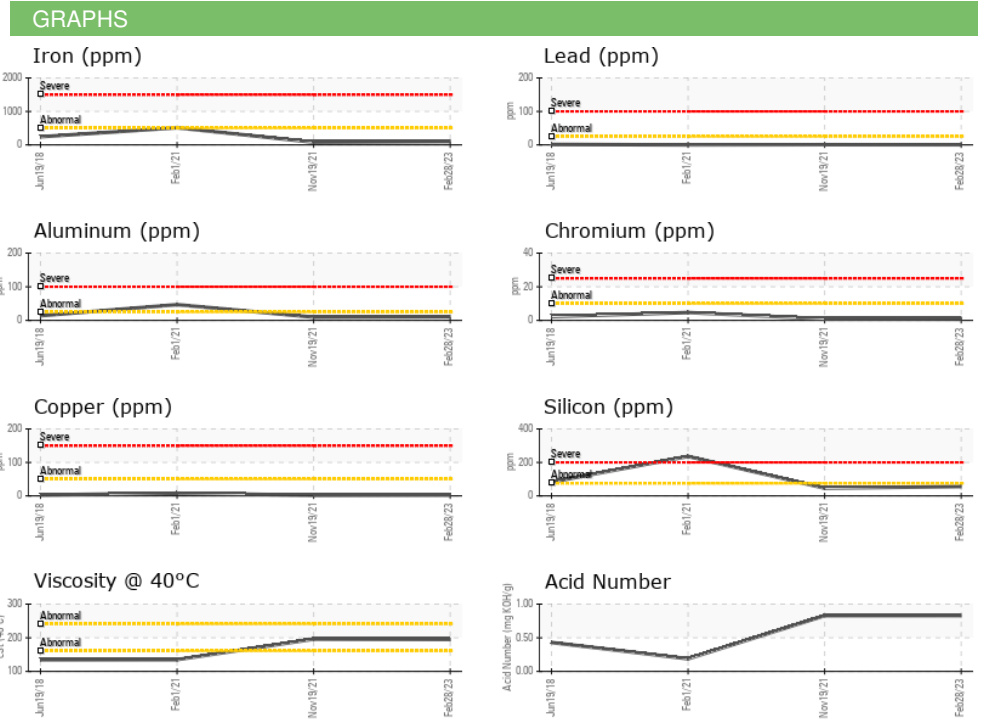 GRAPHS
Iron (ppm)
2000
1000
0
Severe
Abnormal
Jun19/18
Feb1/21
Nov19/21
Feb28/23
Lead (ppm)
ppm
200
100
0
Severe
Abnormal
Jun19/18
Feb1/21
Nov19/21
Feb28/23
Aluminum (ppm)
ppm
200
100
0
Severe
Abnormal
Jun19/18
Feb1/21
Nov19/21
Feb28/23
Chromium (ppm)
ppm
40
20
0
Severe
Abnormal
Jun19/18
Feb1/21
Nov19/21
Feb28/23
Copper (ppm)
ppm
200
100
0
Severe
Abnormal
Jun19/18
Feb1/21
Nov19/21
Feb28/23
Silicon (ppm)
ppm
400
200
0
Severe
Abnormal
Jun19/18
Feb1/21
Nov19/21
Feb28/23
Viscosity @ 40°C
300
200
100
Abnormal
Abnormal
Jun19/18
Feb1/21
Nov19/21
Feb28/23
Acid Number
Acid Number (mg KOH/g)
1.00
0.50
0.00
Jun19/18
Feb1/21
Nov19/21
Feb28/23